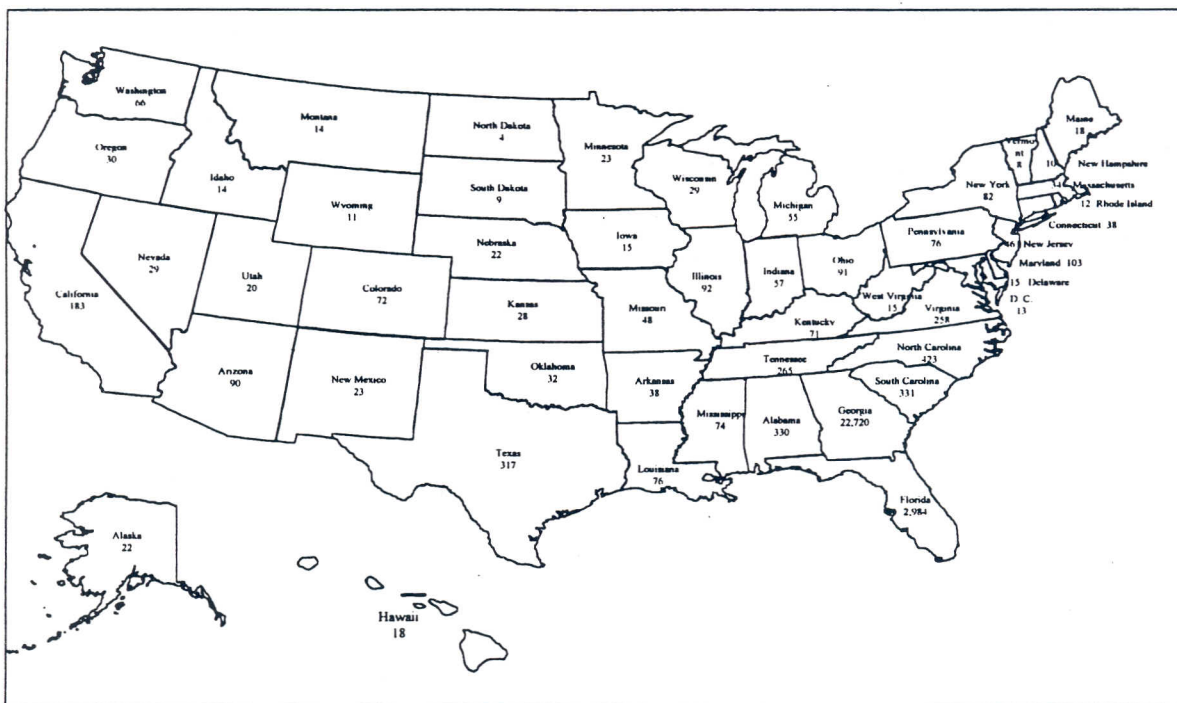 Washington
66
Oregon
30
Idaho
14
Montana
14
Wyoming
11
North Dakota
4
South Dakota
9
Nebraska
22
Kansas
28
Minnesota
23
Iowa
15
Wisconsin
29
Michigan
55
Illinois
92
Indiana
57
Ohio
91
Missouri
48
Nevada
29
Utah
20
Colorado
72
California
183
Arizona
90
New Mexico
23
Oklahoma
32
Arkansas
38
Texas
317
Louisiana
76
Mississippi
74
Alabama
330
Georgia
22,720
Florida
2,984
South Carolina
331
North Carolina
423
Tennessee
265
Kentucky
71
West Virginia
15
Virginia
258
Pennsylvania
76
New York
82
Vermo
nt
8
10 New Hampshire
Maine
18
Massachusetts
12 Rhode Island
Connecticut 38
New Jersey
Maryland 103
15 Delaware
D. C.
13
Alaska
22
Hawaii
18